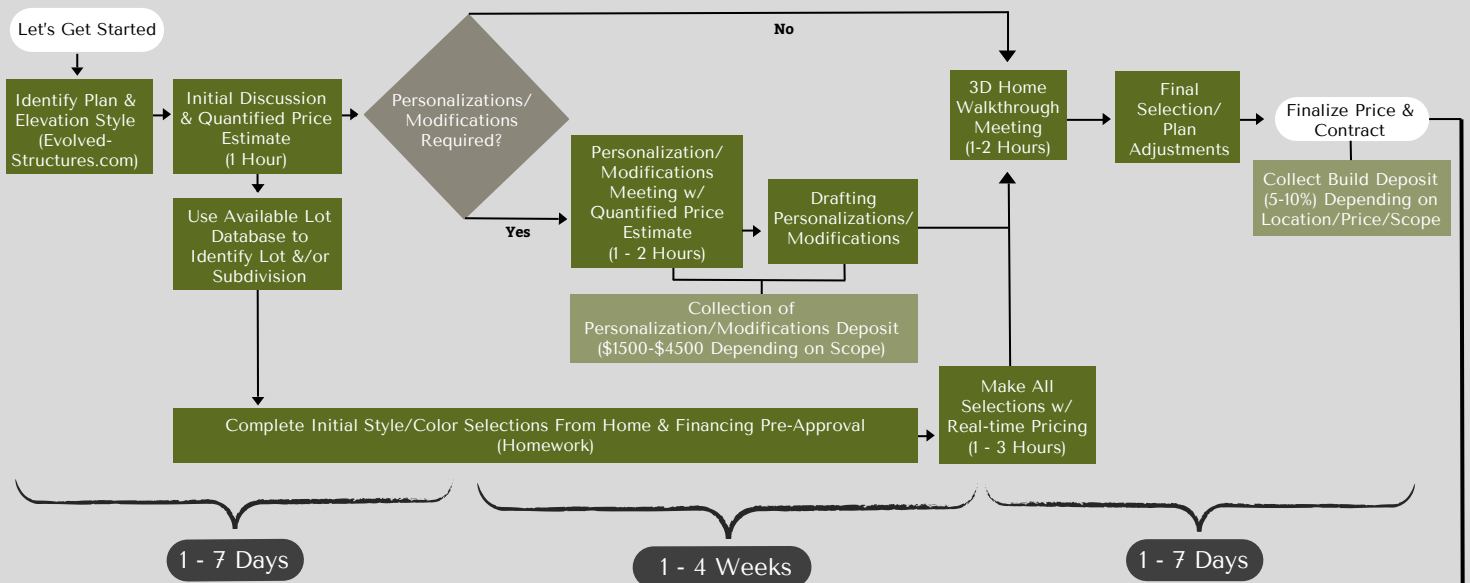 Let's Get Started
Identify Plan &
Elevation Style
(Evolved-
Structures.com)
Initial Discussion
& Quantified Price
Estimate
(1 Hour)
Use Available Lot
Database to
Identify Lot &/or
Subdivision
Personalizations/
Modifications
Required?
No
Yes
Personalization/
Modifications
Meeting w/
Quantified Price
Estimate
(1 - 2 Hours)
Drafting
Personalizations/
Modifications
Collection of
Personalization/Modifications Deposit
($1500-$4500 Depending on Scope)
3D Home
Walkthrough
Meeting
(1-2 Hours)
Final
Selection/
Plan
Adjustments
Finalize Price &
Contract
Collect Build Deposit
(5-10%) Depending on
Location/Price/Scope
Complete Initial Style/Color Selections From Home & Financing Pre-Approval
(Homework)
Make All
Selections w/
Real-time Pricing
(1 - 3 Hours)
1 - 7 Days
1 - 4 Weeks
1 - 7 Days